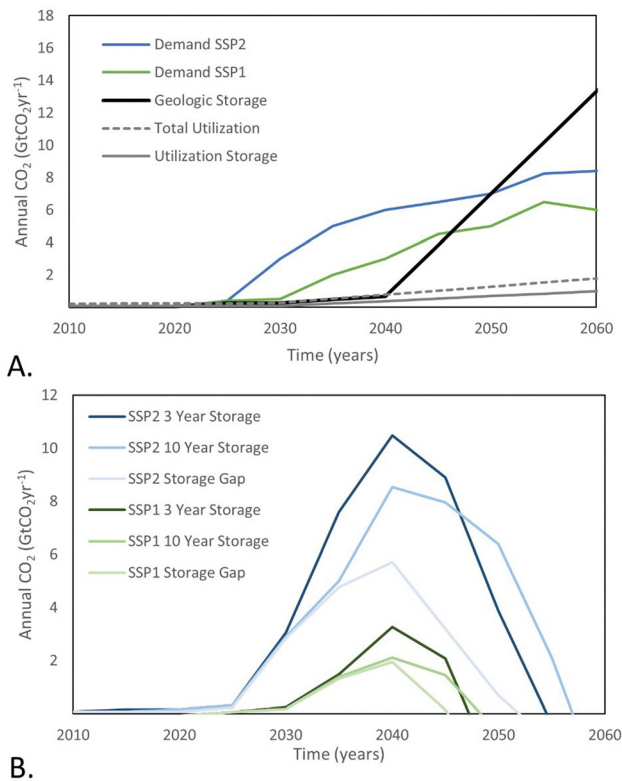 18
16
14
12
10
8
6
4
2
Annual CO₂ (GtCO₂yr⁻¹)
Demand SSP2
Demand SSP1
Geologic Storage
Total Utilization
Utilization Storage
2010 2020 2030 2040 2050 2060
Time (years)
A.
12
10
8
6
4
2
Annual CO₂ (GtCO₂yr⁻¹)
SSP2 3 Year Storage
SSP2 10 Year Storage
SSP2 Storage Gap
SSP1 3 Year Storage
SSP1 10 Year Storage
SSP1 Storage Gap
2010 2020 2030 2040 2050 2060
Time (years)
B.